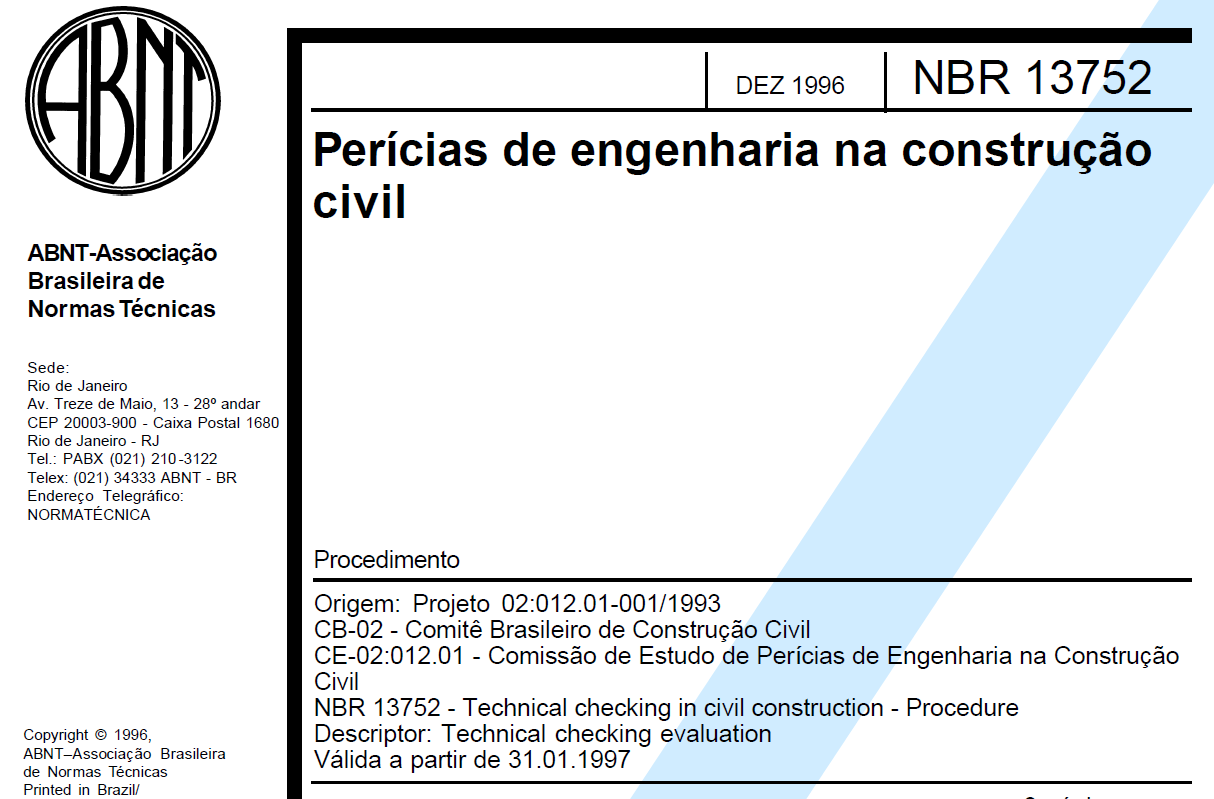 ABNT
DEZ 1996
NBR 13752
Perícias de engenharia na construção
civil
ABNT-Associação
Brasileira de
Normas Técnicas
Sede:
Rio de Janeiro
Av. Treze de Maio, 13 - 28º andar
CEP 20003-900 - Caixa Postal 1680
Rio de Janeiro - RJ
Tel.: PABX (021) 210-3122
Telex: (021) 34333 ABNT - BR
Endereço Telegráfico:
NORMATÉCNICA
Procedimento
Origem: Projeto 02:012.01-001/1993
CB-02 - Comitê Brasileiro de Construção Civil
CE-02:012.01 - Comissão de Estudo de Perícias de Engenharia na Construção
Civil
NBR 13752 - Technical checking in civil construction - Procedure
Descriptor: Technical checking evaluation
Válida a partir de 31.01.1997
Copyright © 1996,
ABNT–Associação Brasileira
de Normas Técnicas
Printed in Brazil/